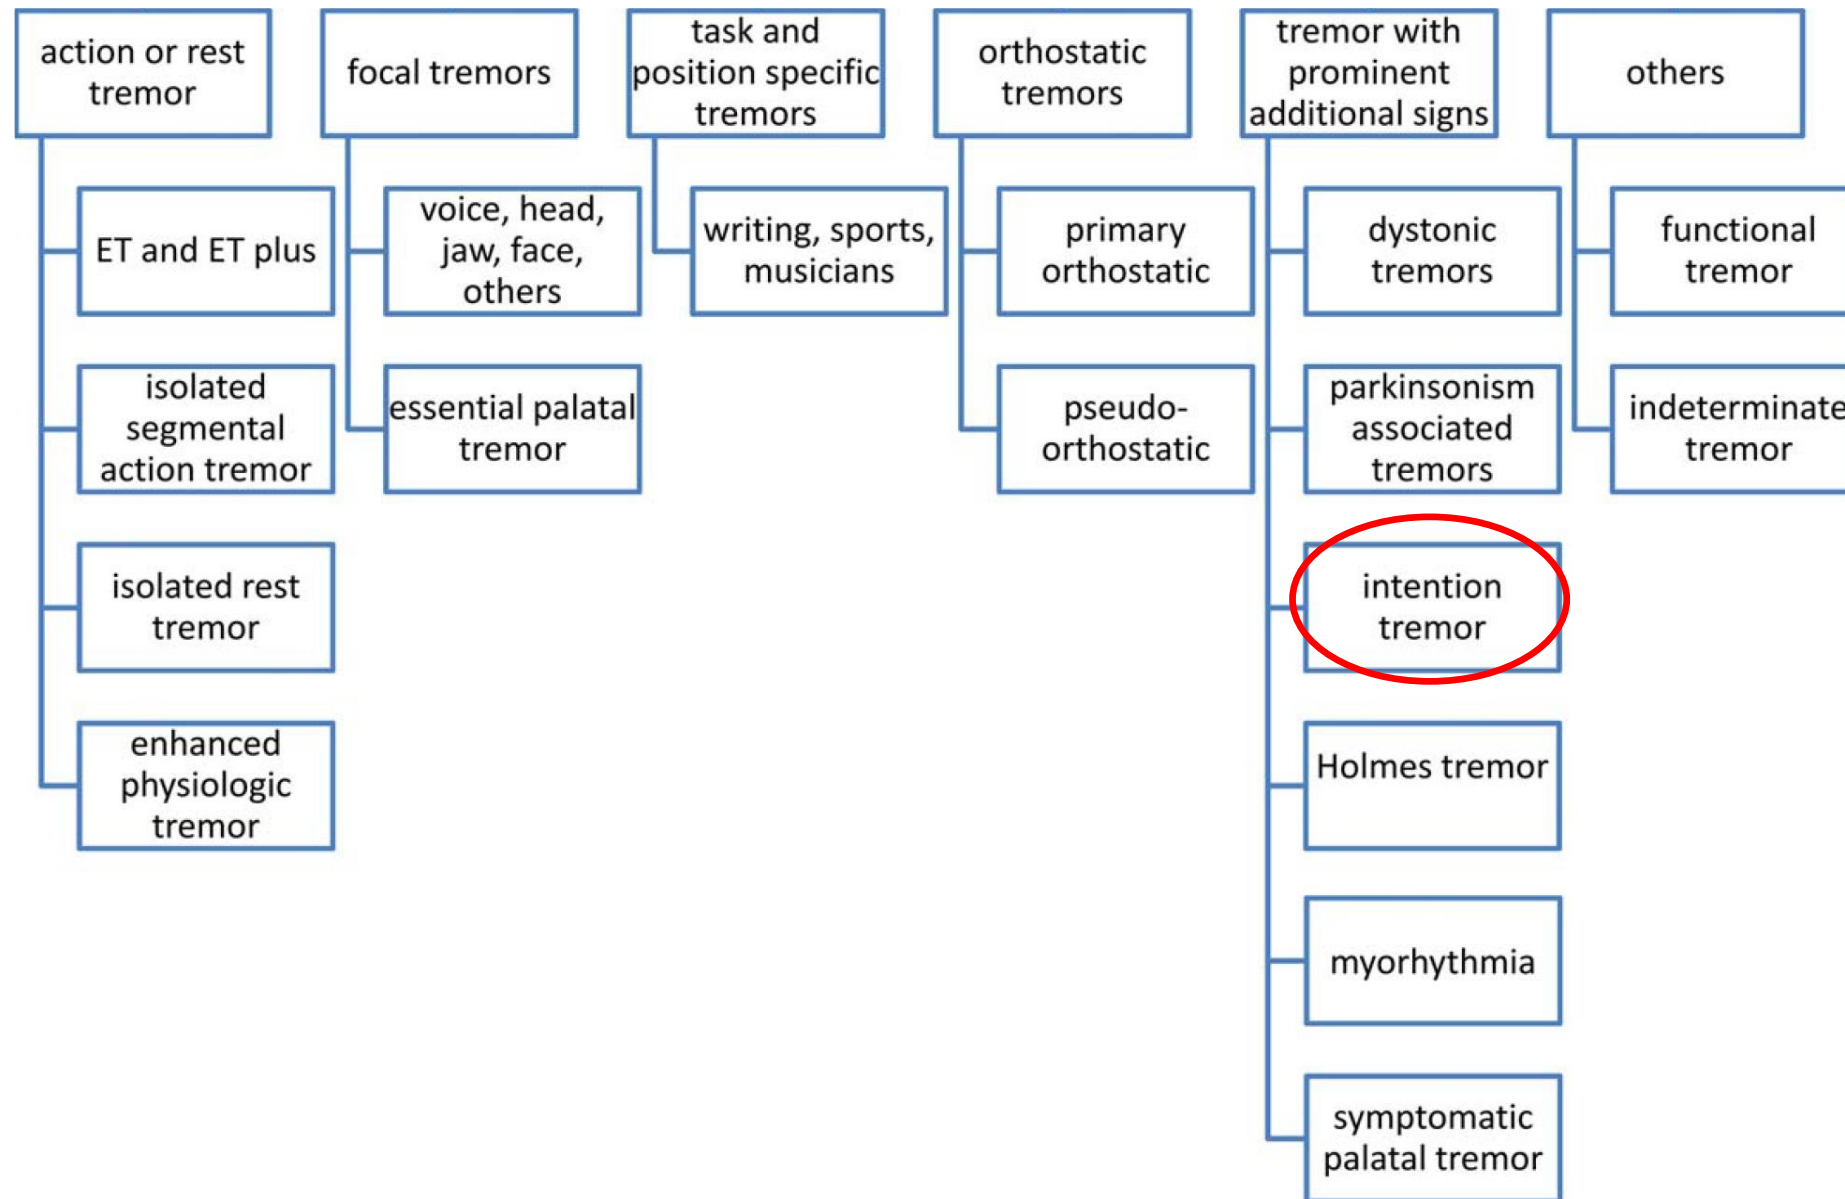 action or rest
tremor
ET and ET plus
isolated
segmental
action tremor
isolated rest
tremor
enhanced
physiologic
tremor
focal tremors
voice, head,
jaw, face,
others
essential palatal
tremor
task and
position specific
tremors
writing, sports,
musicians
orthostatic
tremors
primary
orthostatic
pseudo-
orthostatic
tremor with
prominent
additional signs
dystonic
tremors
parkinsonism
associated
tremors
intention
tremor
Holmes tremor
myorhythmia
symptomatic
palatal tremor
others
functional
tremor
indeterminate
tremor